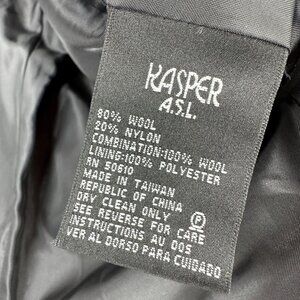 KASPER
A.S.L.
80% WOOL
20% NYLON
COMBINATION:100% WOOL
LINING:100% POLYESTER
RN 50610
MADE IN TAIWAN
REPUBLIC OF CHINA
DRY CLEAN ONLY P
SEE REVERSE FOR CARE
INSTRUCTIONS AU DOS
VER AL DORSO PARA CUIDADO